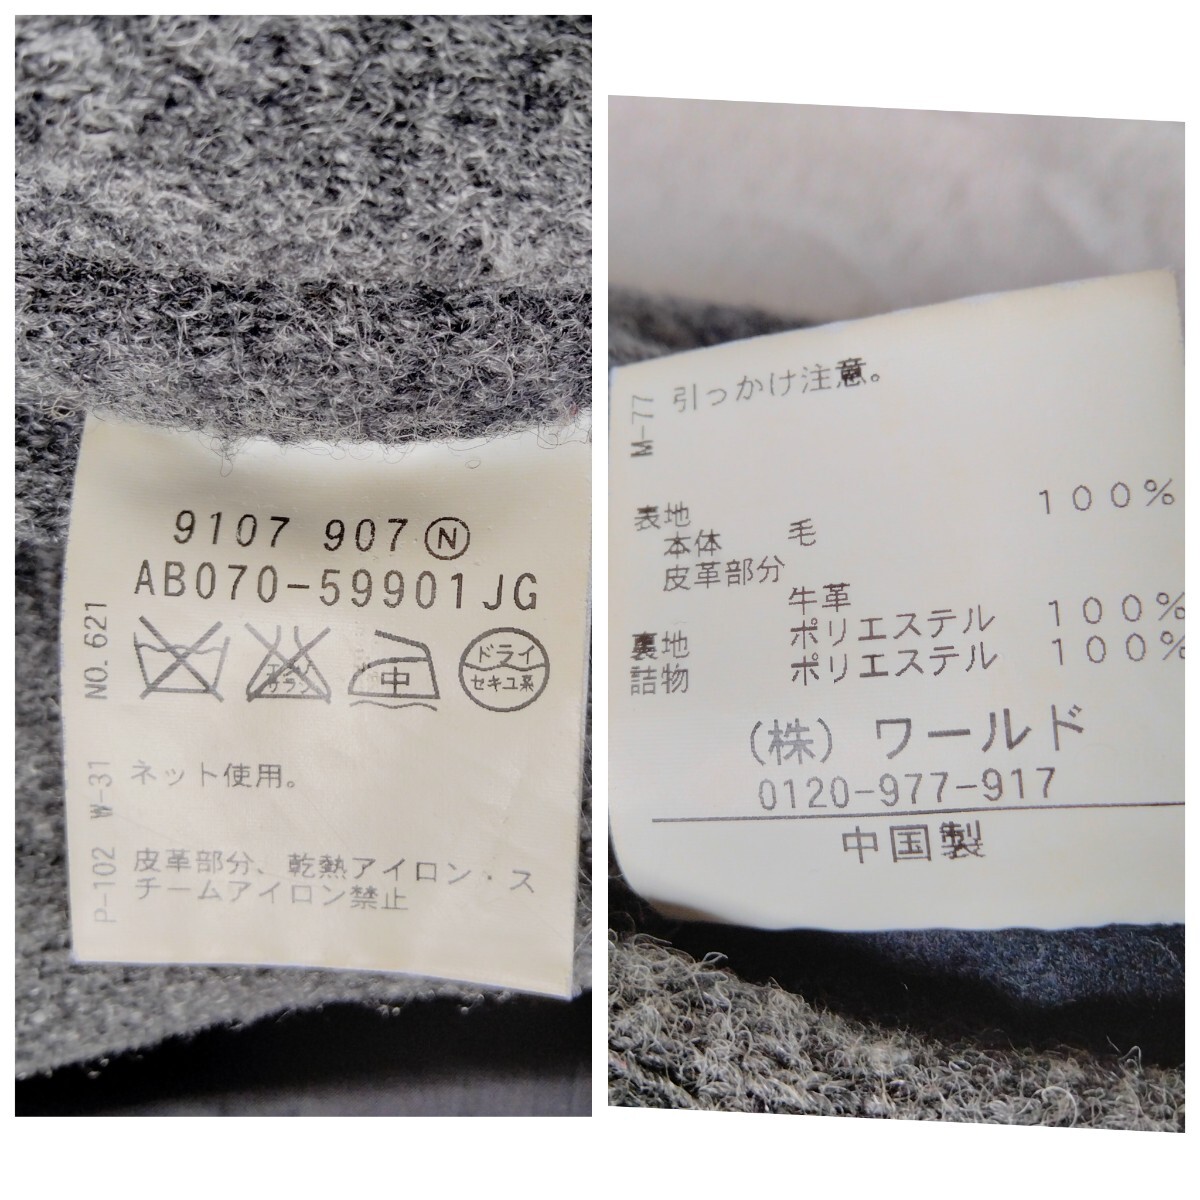 9107 907 Ⓝ
AB070-59901JG
NO. 621
中
ドライ
セキユ系
W-31 ネット使用。
P-102 皮革部分、乾熱アイロン・ス
チームアイロン禁止
M-77 引っかけ注意。
表地
本体 毛 100%
皮革部分
牛革
裏地 ポリエステル 100%
詰物 ポリエステル 100%
(株) ワールド
0120-977-917
中国製